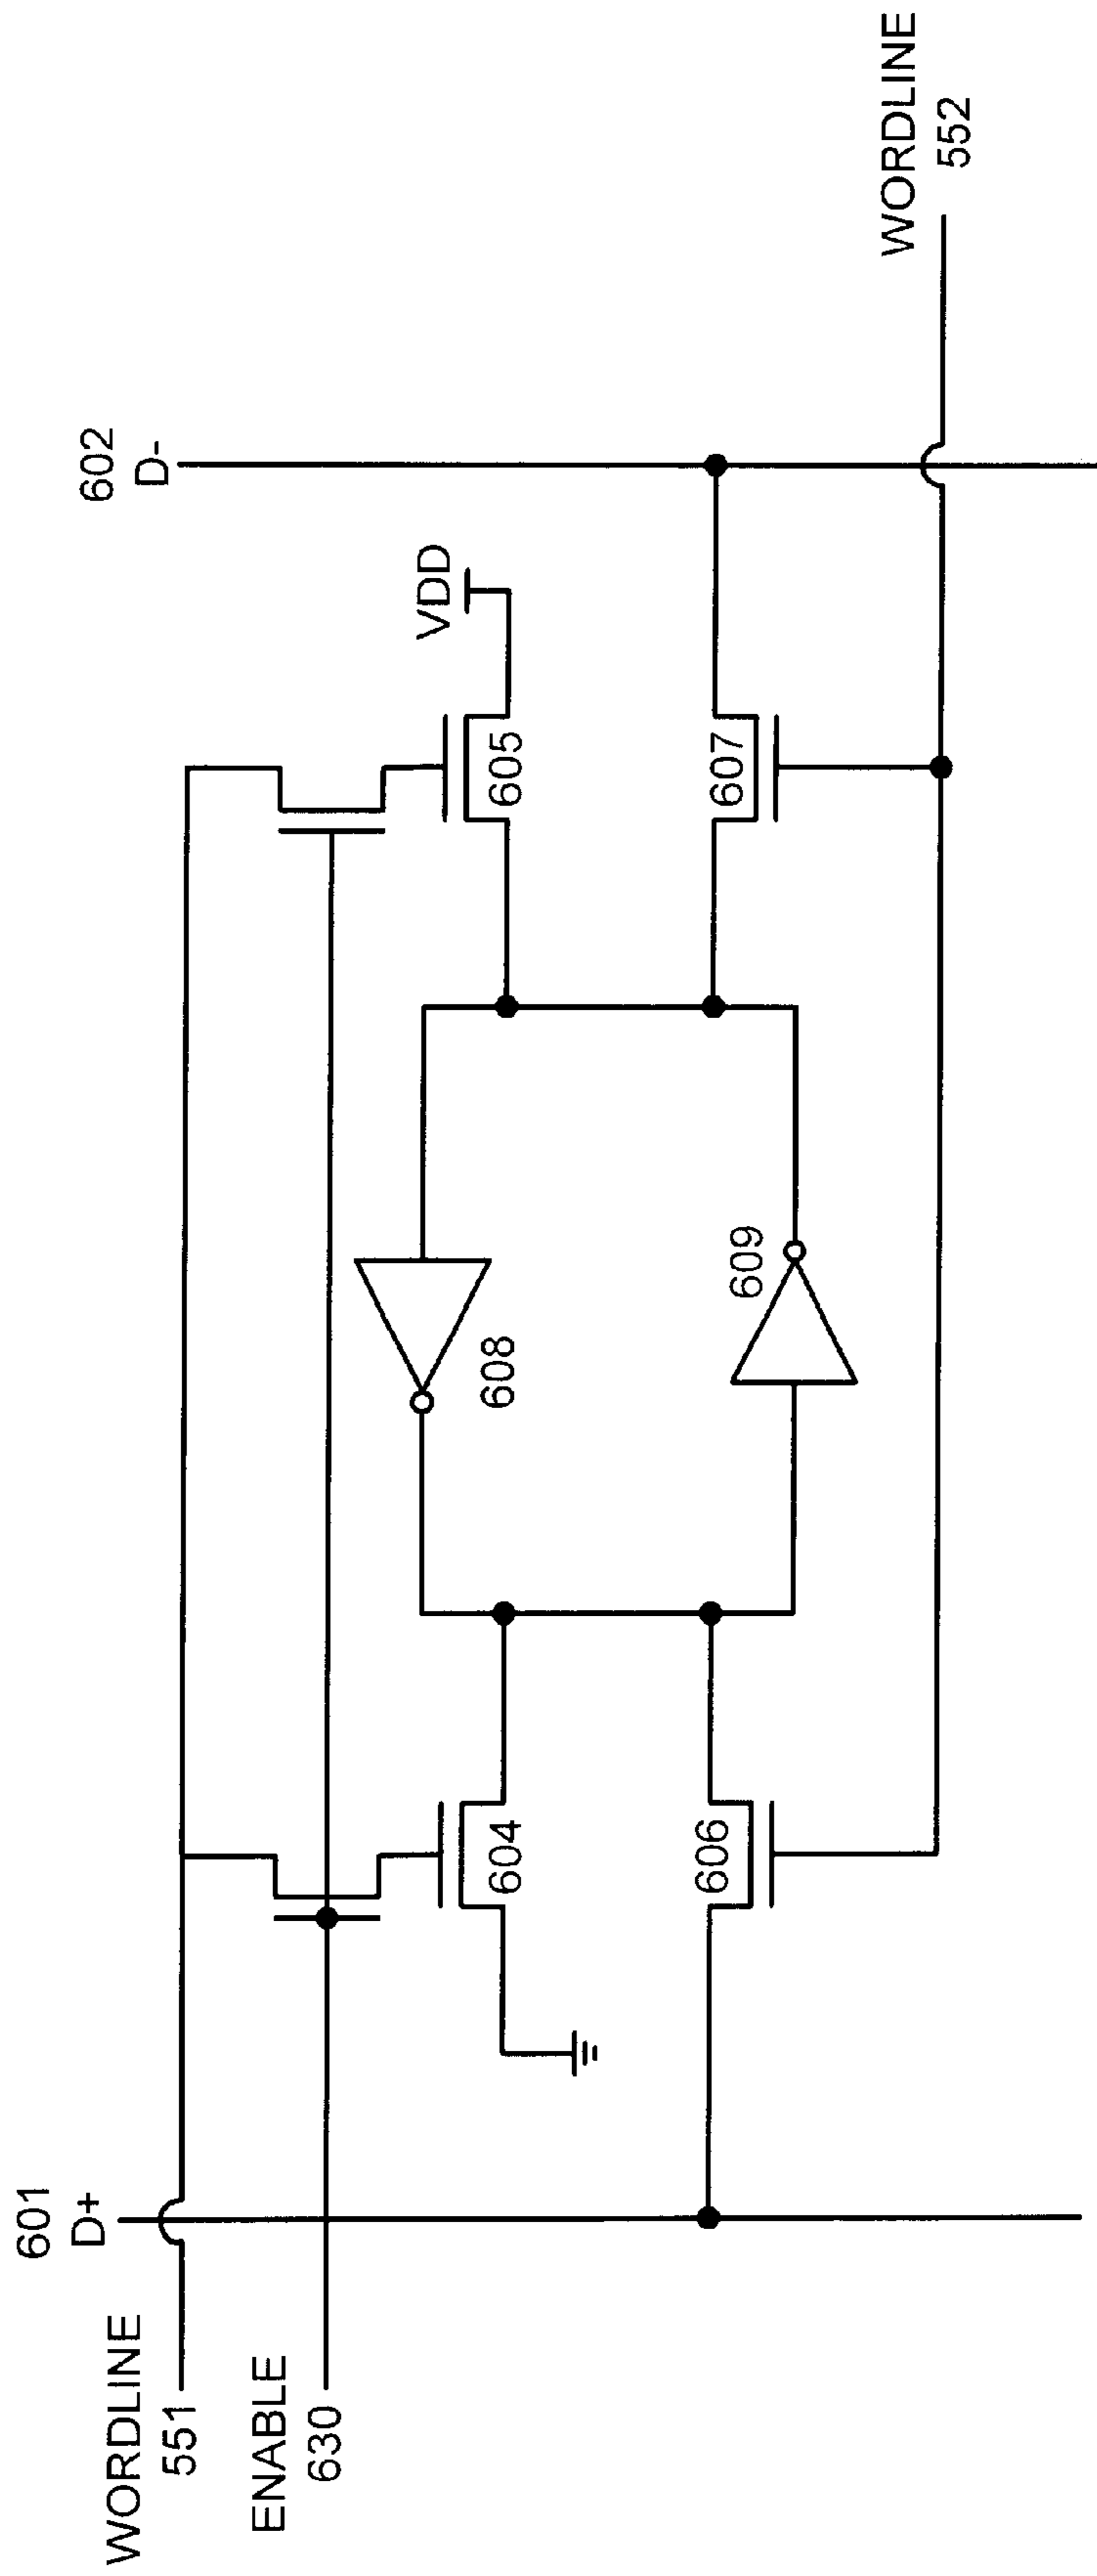 601
D+
602
D-
WORDLINE
551
ENABLE
630
VDD
604
605
608
606
609
607
WORDLINE
552